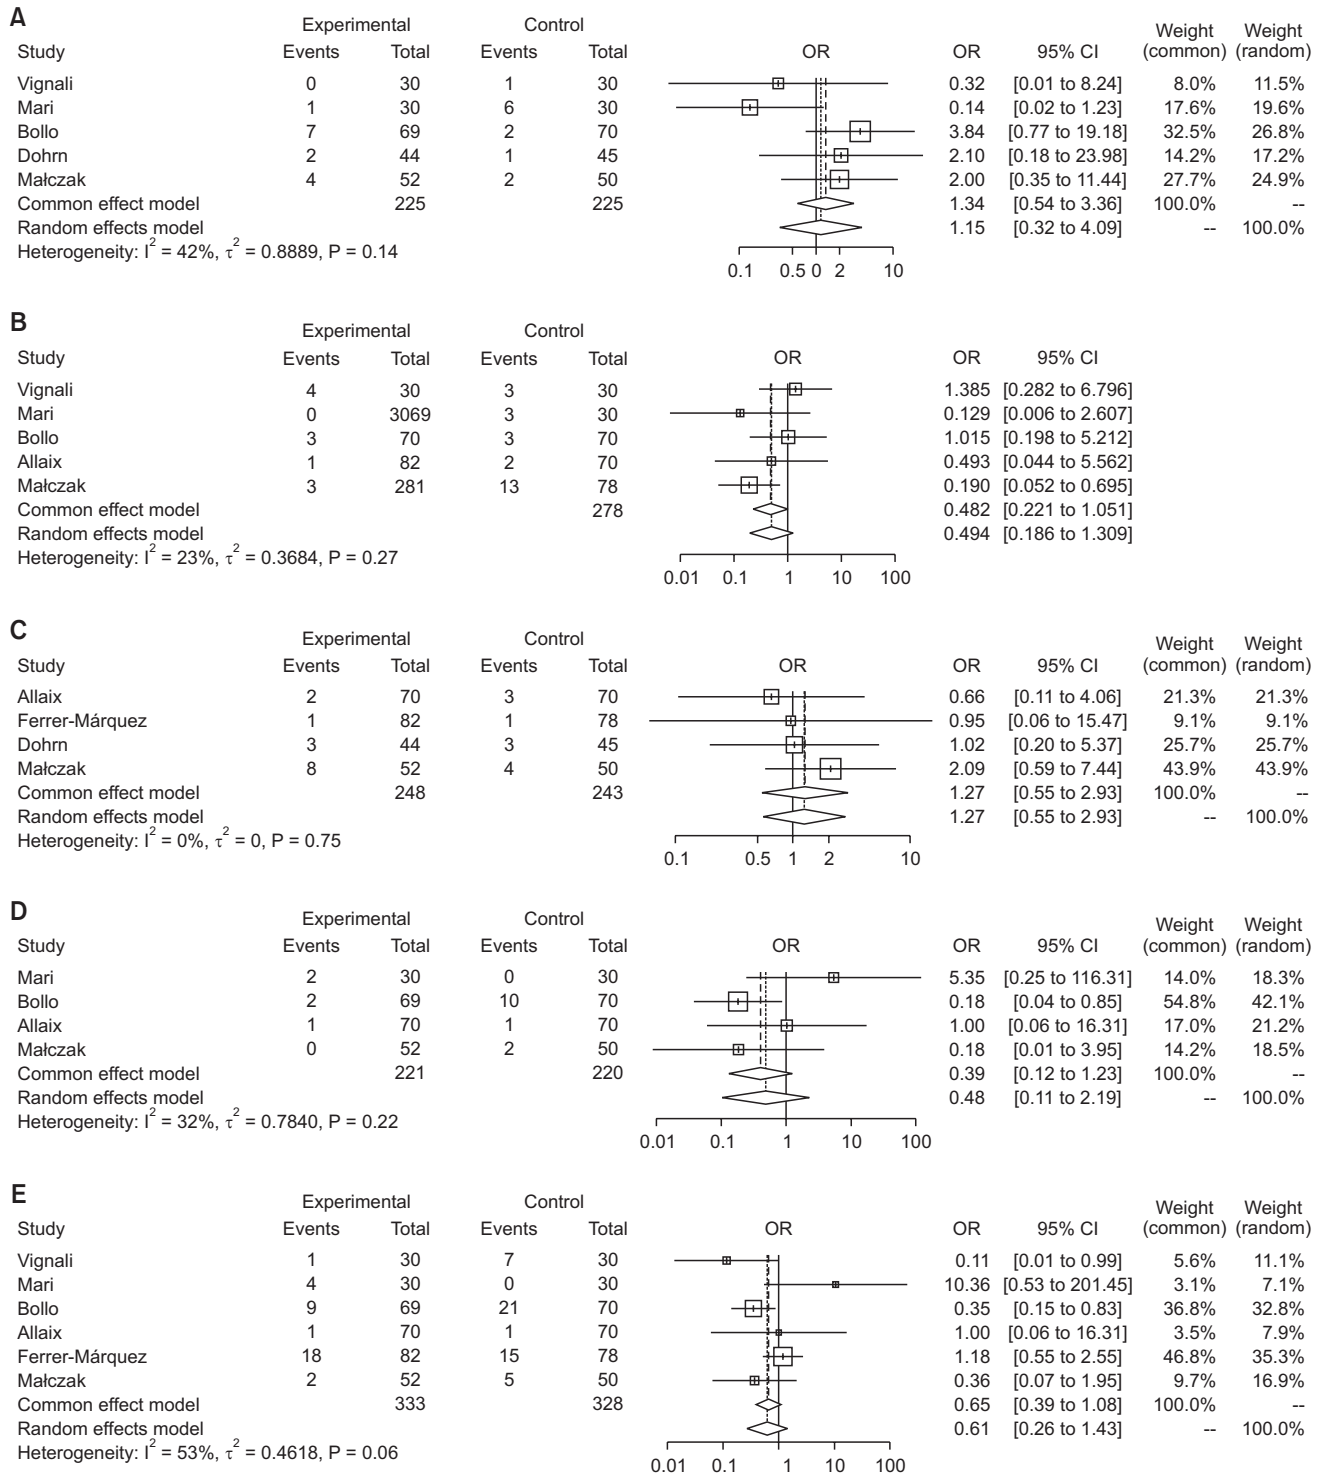 A
Experimental Control Weight Weight
Study Events Total Events Total OR OR 95% CI (common) (random)
Vignali 0 30 1 30 0.32 [0.01 to 8.24] 8.0% 11.5%
Mari 1 30 6 30 0.14 [0.02 to 1.23] 17.6% 19.6%
Bollo 7 69 2 70 3.84 [0.77 to 19.18] 32.5% 26.8%
Dohrn 2 44 1 45 2.10 [0.18 to 23.98] 14.2% 17.2%
Małczak 4 52 2 50 2.00 [0.35 to 11.44] 27.7% 24.9%
Common effect model 225 225 1.34 [0.54 to 3.36] 100.0% --
Random effects model 1.15 [0.32 to 4.09] -- 100.0%
Heterogeneity: I² = 42%, τ² = 0.8889, P = 0.14
0.1 0.5 0 2 10
B
Experimental Control
Study Events Total Events Total OR OR 95% CI
Vignali 4 30 3 30 1.385 [0.282 to 6.796]
Mari 0 3069 3 30 0.129 [0.006 to 2.607]
Bollo 3 70 3 70 1.015 [0.198 to 5.212]
Allaix 1 82 2 70 0.493 [0.044 to 5.562]
Małczak 3 281 13 78 0.190 [0.052 to 0.695]
Common effect model 278 0.482 [0.221 to 1.051]
Random effects model 0.494 [0.186 to 1.309]
Heterogeneity: I² = 23%, τ² = 0.3684, P = 0.27
0.01 0.1 1 10 100
C
Experimental Control Weight Weight
Study Events Total Events Total OR OR 95% CI (common) (random)
Allaix 2 70 3 70 0.66 [0.11 to 4.06] 21.3% 21.3%
Ferrer-Márquez 1 82 1 78 0.95 [0.06 to 15.47] 9.1% 9.1%
Dohrn 3 44 3 45 1.02 [0.20 to 5.37] 25.7% 25.7%
Małczak 8 52 4 50 2.09 [0.59 to 7.44] 43.9% 43.9%
Common effect model 248 243 1.27 [0.55 to 2.93] 100.0% --
Random effects model 1.27 [0.55 to 2.93] -- 100.0%
Heterogeneity: I² = 0%, τ² = 0, P = 0.75
0.1 0.5 1 2 10
D
Experimental Control Weight Weight
Study Events Total Events Total OR OR 95% CI (common) (random)
Mari 2 30 0 30 5.35 [0.25 to 116.31] 14.0% 18.3%
Bollo 2 69 10 70 0.18 [0.04 to 0.85] 54.8% 42.1%
Allaix 1 70 1 70 1.00 [0.06 to 16.31] 17.0% 21.2%
Małczak 0 52 2 50 0.18 [0.01 to 3.95] 14.2% 18.5%
Common effect model 221 220 0.39 [0.12 to 1.23] 100.0% --
Random effects model 0.48 [0.11 to 2.19] -- 100.0%
Heterogeneity: I² = 32%, τ² = 0.7840, P = 0.22
0.01 0.1 1 10 100
E
Experimental Control Weight Weight
Study Events Total Events Total OR OR 95% CI (common) (random)
Vignali 1 30 7 30 0.11 [0.01 to 0.99] 5.6% 11.1%
Mari 4 30 0 30 10.36 [0.53 to 201.45] 3.1% 7.1%
Bollo 9 69 21 70 0.35 [0.15 to 0.83] 36.8% 32.8%
Allaix 1 70 1 70 1.00 [0.06 to 16.31] 3.5% 7.9%
Ferrer-Márquez 18 82 15 78 1.18 [0.55 to 2.55] 46.8% 35.3%
Małczak 2 52 5 50 0.36 [0.07 to 1.95] 9.7% 16.9%
Common effect model 333 328 0.65 [0.39 to 1.08] 100.0% --
Random effects model 0.61 [0.26 to 1.43] -- 100.0%
Heterogeneity: I² = 53%, τ² = 0.4618, P = 0.06
0.01 0.1 1 10 100